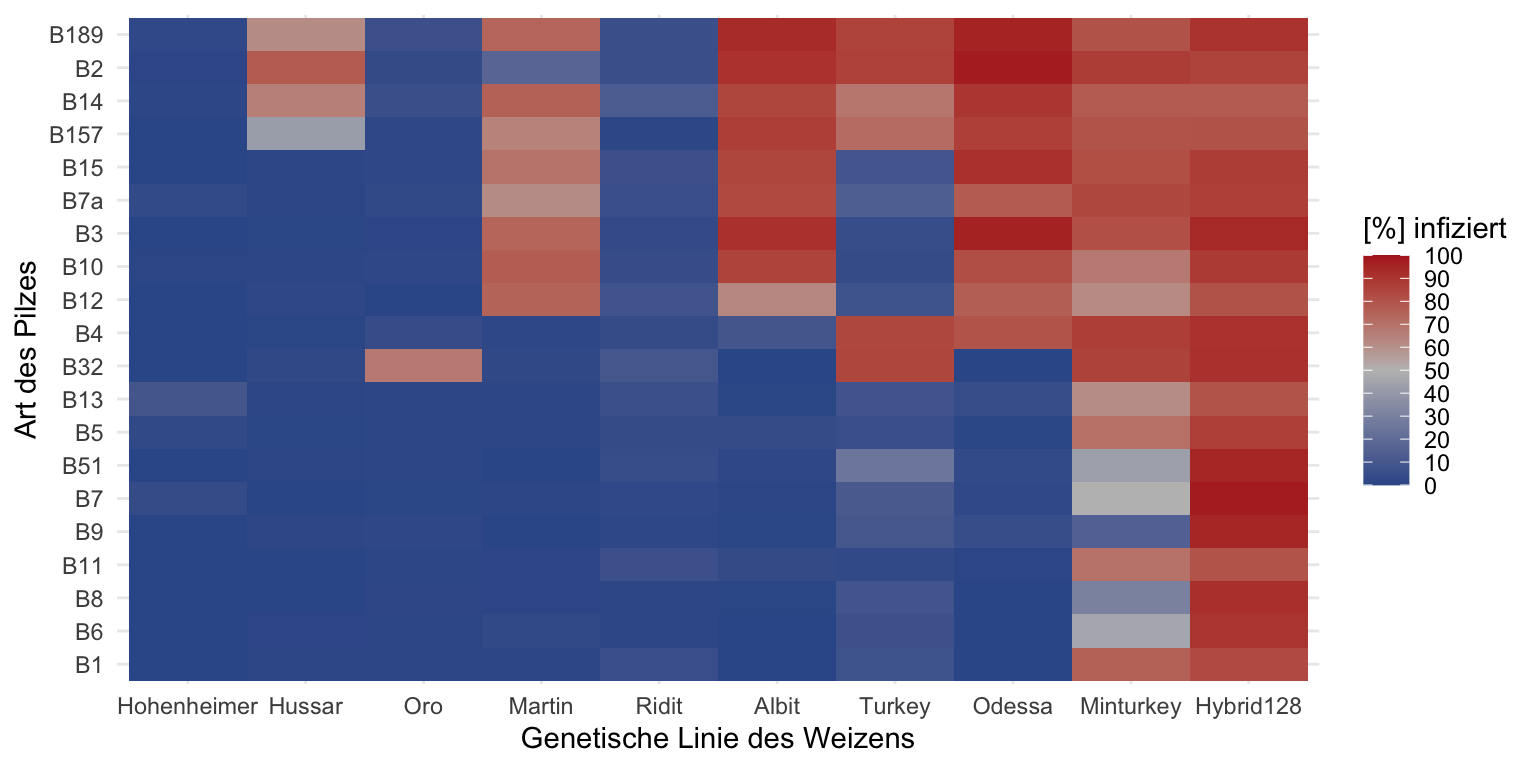 B189
B2
B14
B157
B15
B7a
B3
B10
B12
B4
B32
B13
B5
B51
B7
B9
B11
B8
B6
B1
Art des Pilzes
Hohenheimer Hussar Oro Martin Ridit Albit Turkey Odessa Minturkey Hybrid128
Genetische Linie des Weizens
[%] infiziert
100
90
80
70
60
50
40
30
20
10
0